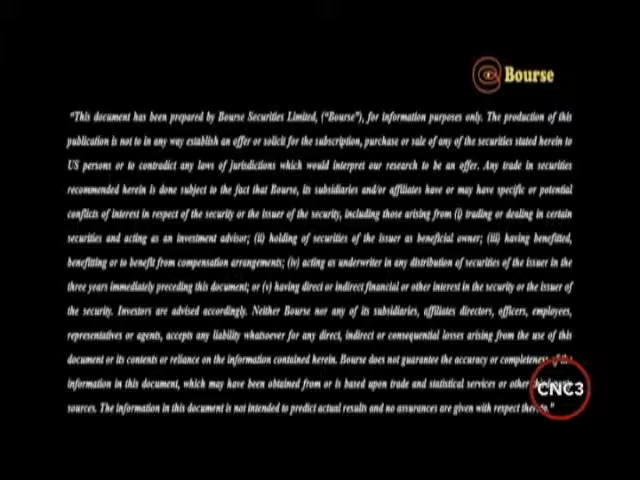 Bourse
"This document has been prepared by Bourse Securities Limited, ("Bourse"), for information purposes only. The production of this
publication is not to in any way establish an offer or solicit for the subscription, purchase or sale of any of the securities stated herein to
US persons or to contradict any laws of jurisdictions which would interpret our research to be an offer. Any trade in securities
recommended herein is done subject to the fact that Bourse, its subsidiaries and/or affiliates have or may have specific or potential
conflicts of interest in respect of the security or the issuer of the security, including those arising from (i) trading or dealing in certain
securities and acting as an investment advisor; (ii) holding of securities of the issuer as beneficial owner; (iii) having benefitted,
benefitting or to benefit from compensation arrangements; (iv) acting as underwriter in any distribution of securities of the issuer in the
three years immediately preceding this document; or (v) having direct or indirect financial or other interest in the security or the issuer of
the security. Investors are advised accordingly. Neither Bourse nor any of its subsidiaries, affiliates directors, officers, employees,
representatives or agents, accepts any liability whatsoever for any direct, indirect or consequential losses arising from the use of this
document or its contents or reliance on the information contained herein. Bourse does not guarantee the accuracy or completeness of the
information in this document, which may have been obtained from or is based upon trade and statistical services or other
sources. The information in this document is not intended to predict actual results and no assurances are given with respect thereto."
CNC3